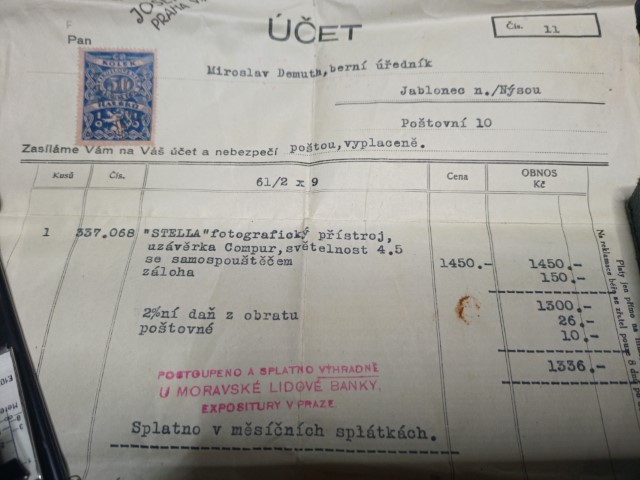 PRAHA
ÚČET
Čís. 11
Pan
KOLEK
Miroslav Demuth, berní úředník
Jablonec n./Nýsou
Poštovní 10
Zasíláme Vám na Váš účet a nebezpečí poštou, vyplaceně.
Kusů Čís. 61/2 x 9 Cena OBNOS Kč
1 337.068 "STELLA" fotografický přístroj,
uzávěrka Compur, světelnost 4.5
se samospouštěčem 1450.- 1450.-
záloha 150.-
1300.-
2%ní daň z obratu 26.-
poštovné 10.-
1336.-
POSTOUPENO A SPLATNO VÝHRADNĚ
U MORAVSKÉ LIDOVÉ BANKY,
EXPOSITURY V PRAZE
Splatno v měsíčních splátkách.